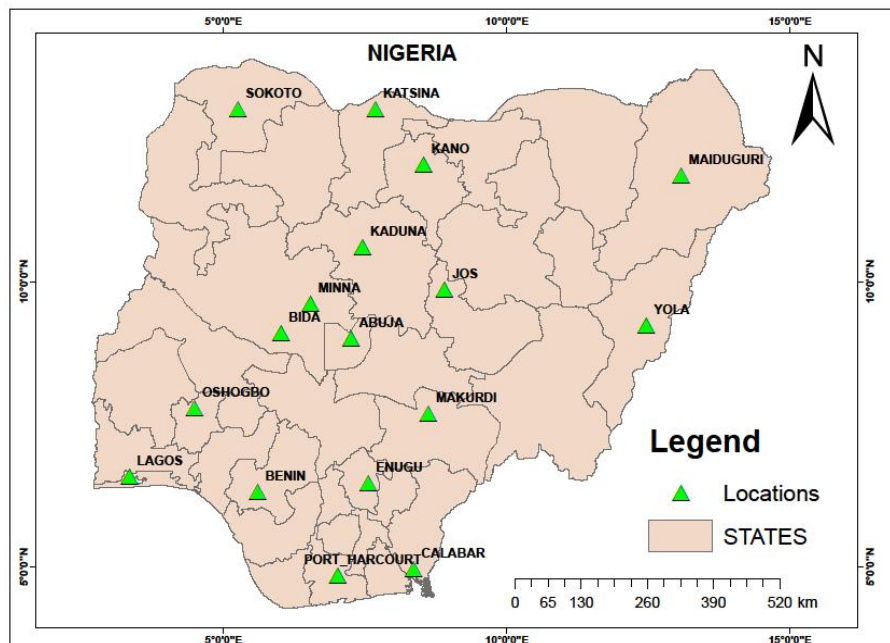 5°0'0"E 10°0'0"E 15°0'0"E
NIGERIA
N
SOKOTO
KATSINA
KANO
MAIDUGURI
KADUNA
JOS
10°0'0"N
10°0'0"N
MINNA
YOLA
BIDA
ABUJA
OSHOGBO
MAKURDI
Legend
LAGOS
BENIN
ENUGU
Locations
STATES
PORT_HARCOURT
CALABAR
5°0'0"N
5°0'0"N
0 65 130 260 390 520 km
5°0'0"E 10°0'0"E 15°0'0"E